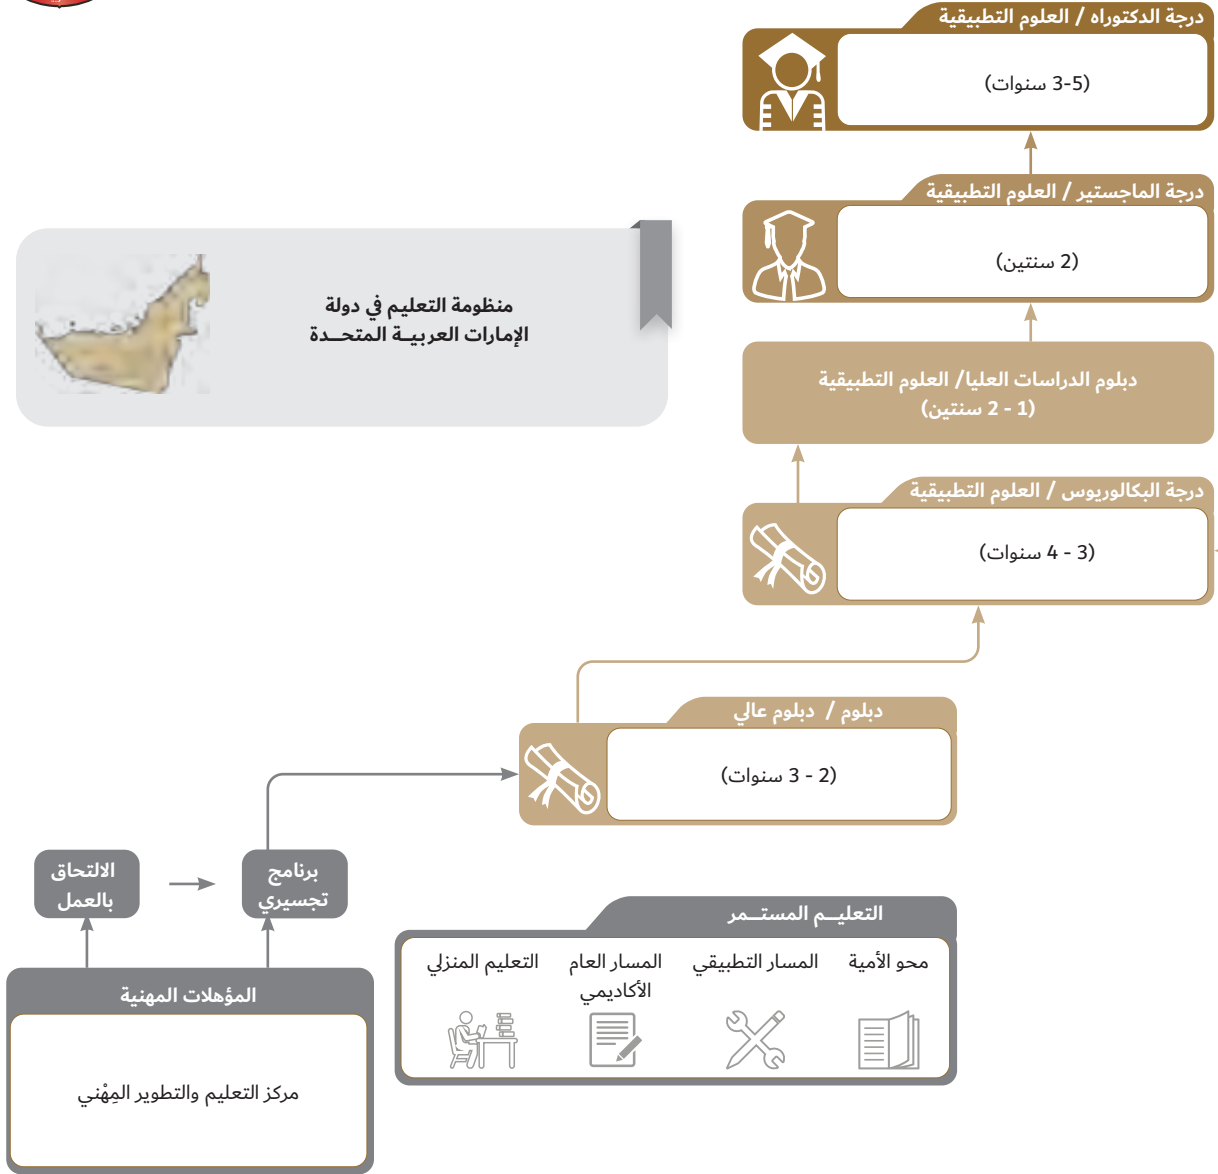 درجة الدكتوراه / العلوم التطبيقية
(3-5 سنوات)
درجة الماجستير / العلوم التطبيقية
(2 سنتين)
منظومة التعليم في دولة
الإمارات العربيــة المتحــدة
دبلوم الدراسات العليا/ العلوم التطبيقية
(1 - 2 سنتين)
درجة البكالوريوس / العلوم التطبيقية
(3 - 4 سنوات)
دبلوم / دبلوم عالي
(2 - 3 سنوات)
برنامج
تجسيري
الالتحاق
بالعمل
التعليــم المستــمر
محو الأمية
المسار التطبيقي
المسار العام
الأكاديمي
التعليم المنزلي
المؤهلات المهنية
مركز التعليم والتطوير المِهْني